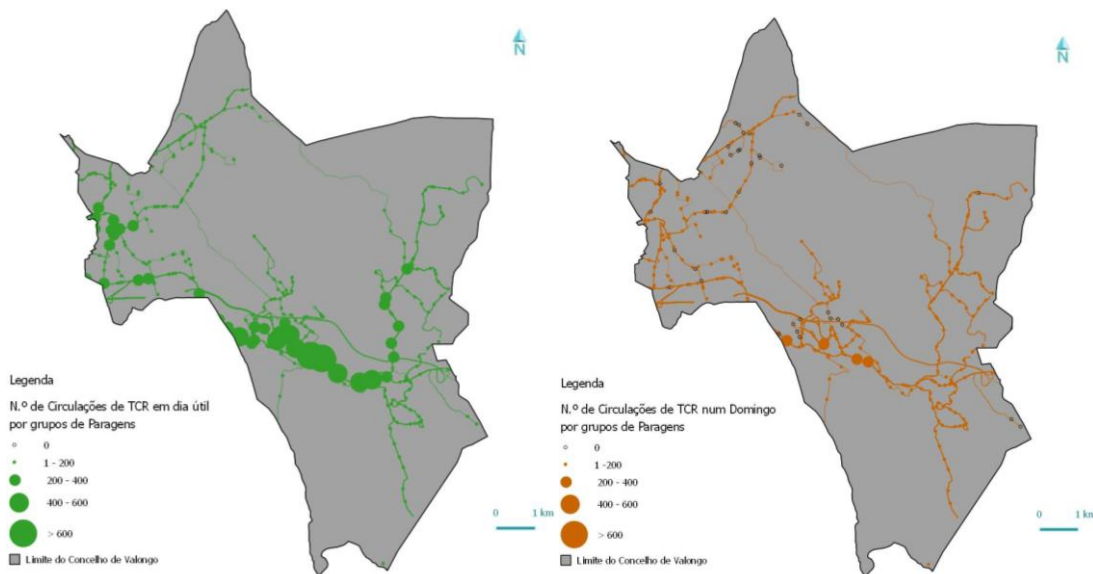 N
Legenda
N.º de Circulações de TCR em dia útil
por grupos de Paragens
0
1 - 200
200 - 400
400 - 600
> 600
Limite do Concelho de Valongo
0 1 km
N
Legenda
N.º de Circulações de TCR num Domingo
por grupos de Paragens
0
1 -200
200 - 400
400 - 600
> 600
Limite do Concelho de Valongo
0 1 km